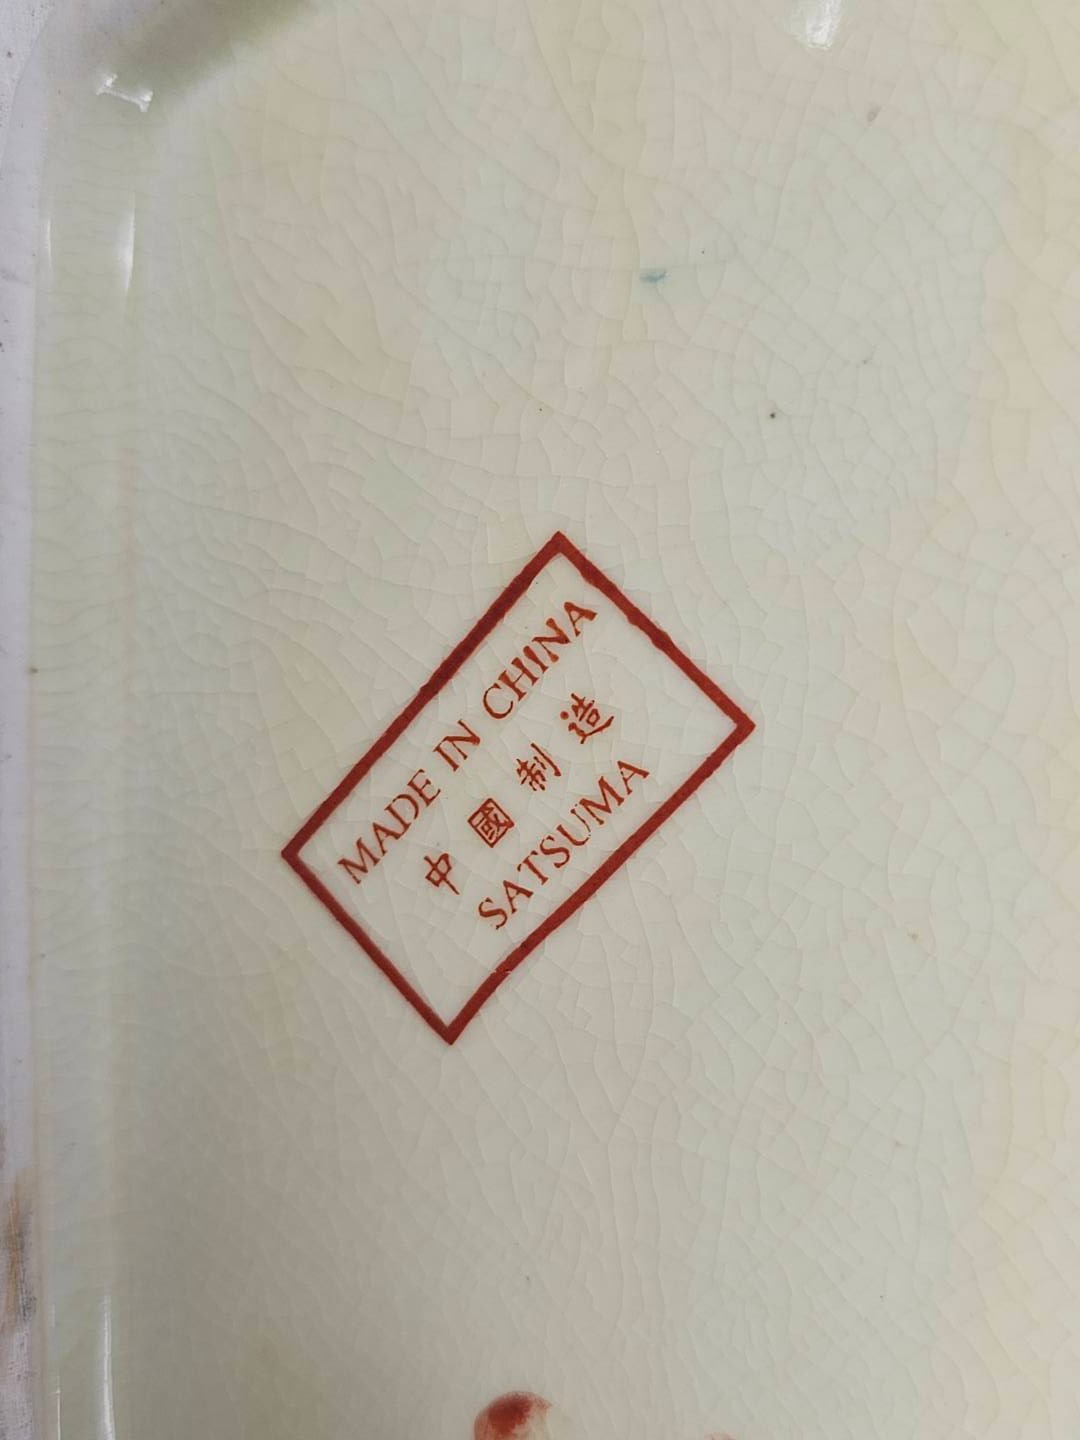 MADE IN CHINA
中國制造
SATSUMA